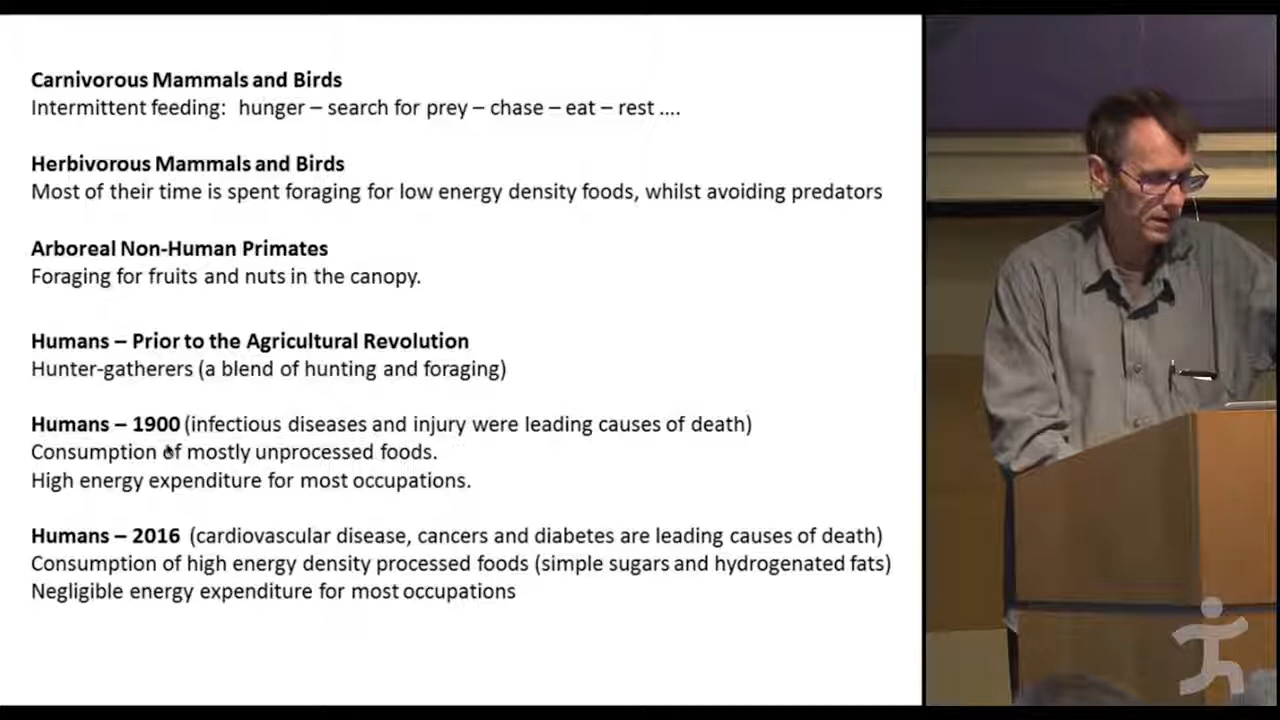 Carnivorous Mammals and Birds
Intermittent feeding: hunger – search for prey – chase – eat – rest ....
Herbivorous Mammals and Birds
Most of their time is spent foraging for low energy density foods, whilst avoiding predators
Arboreal Non-Human Primates
Foraging for fruits and nuts in the canopy.
Humans – Prior to the Agricultural Revolution
Hunter-gatherers (a blend of hunting and foraging)
Humans – 1900 (infectious diseases and injury were leading causes of death)
Consumption of mostly unprocessed foods.
High energy expenditure for most occupations.
Humans – 2016 (cardiovascular disease, cancers and diabetes are leading causes of death)
Consumption of high energy density processed foods (simple sugars and hydrogenated fats)
Negligible energy expenditure for most occupations